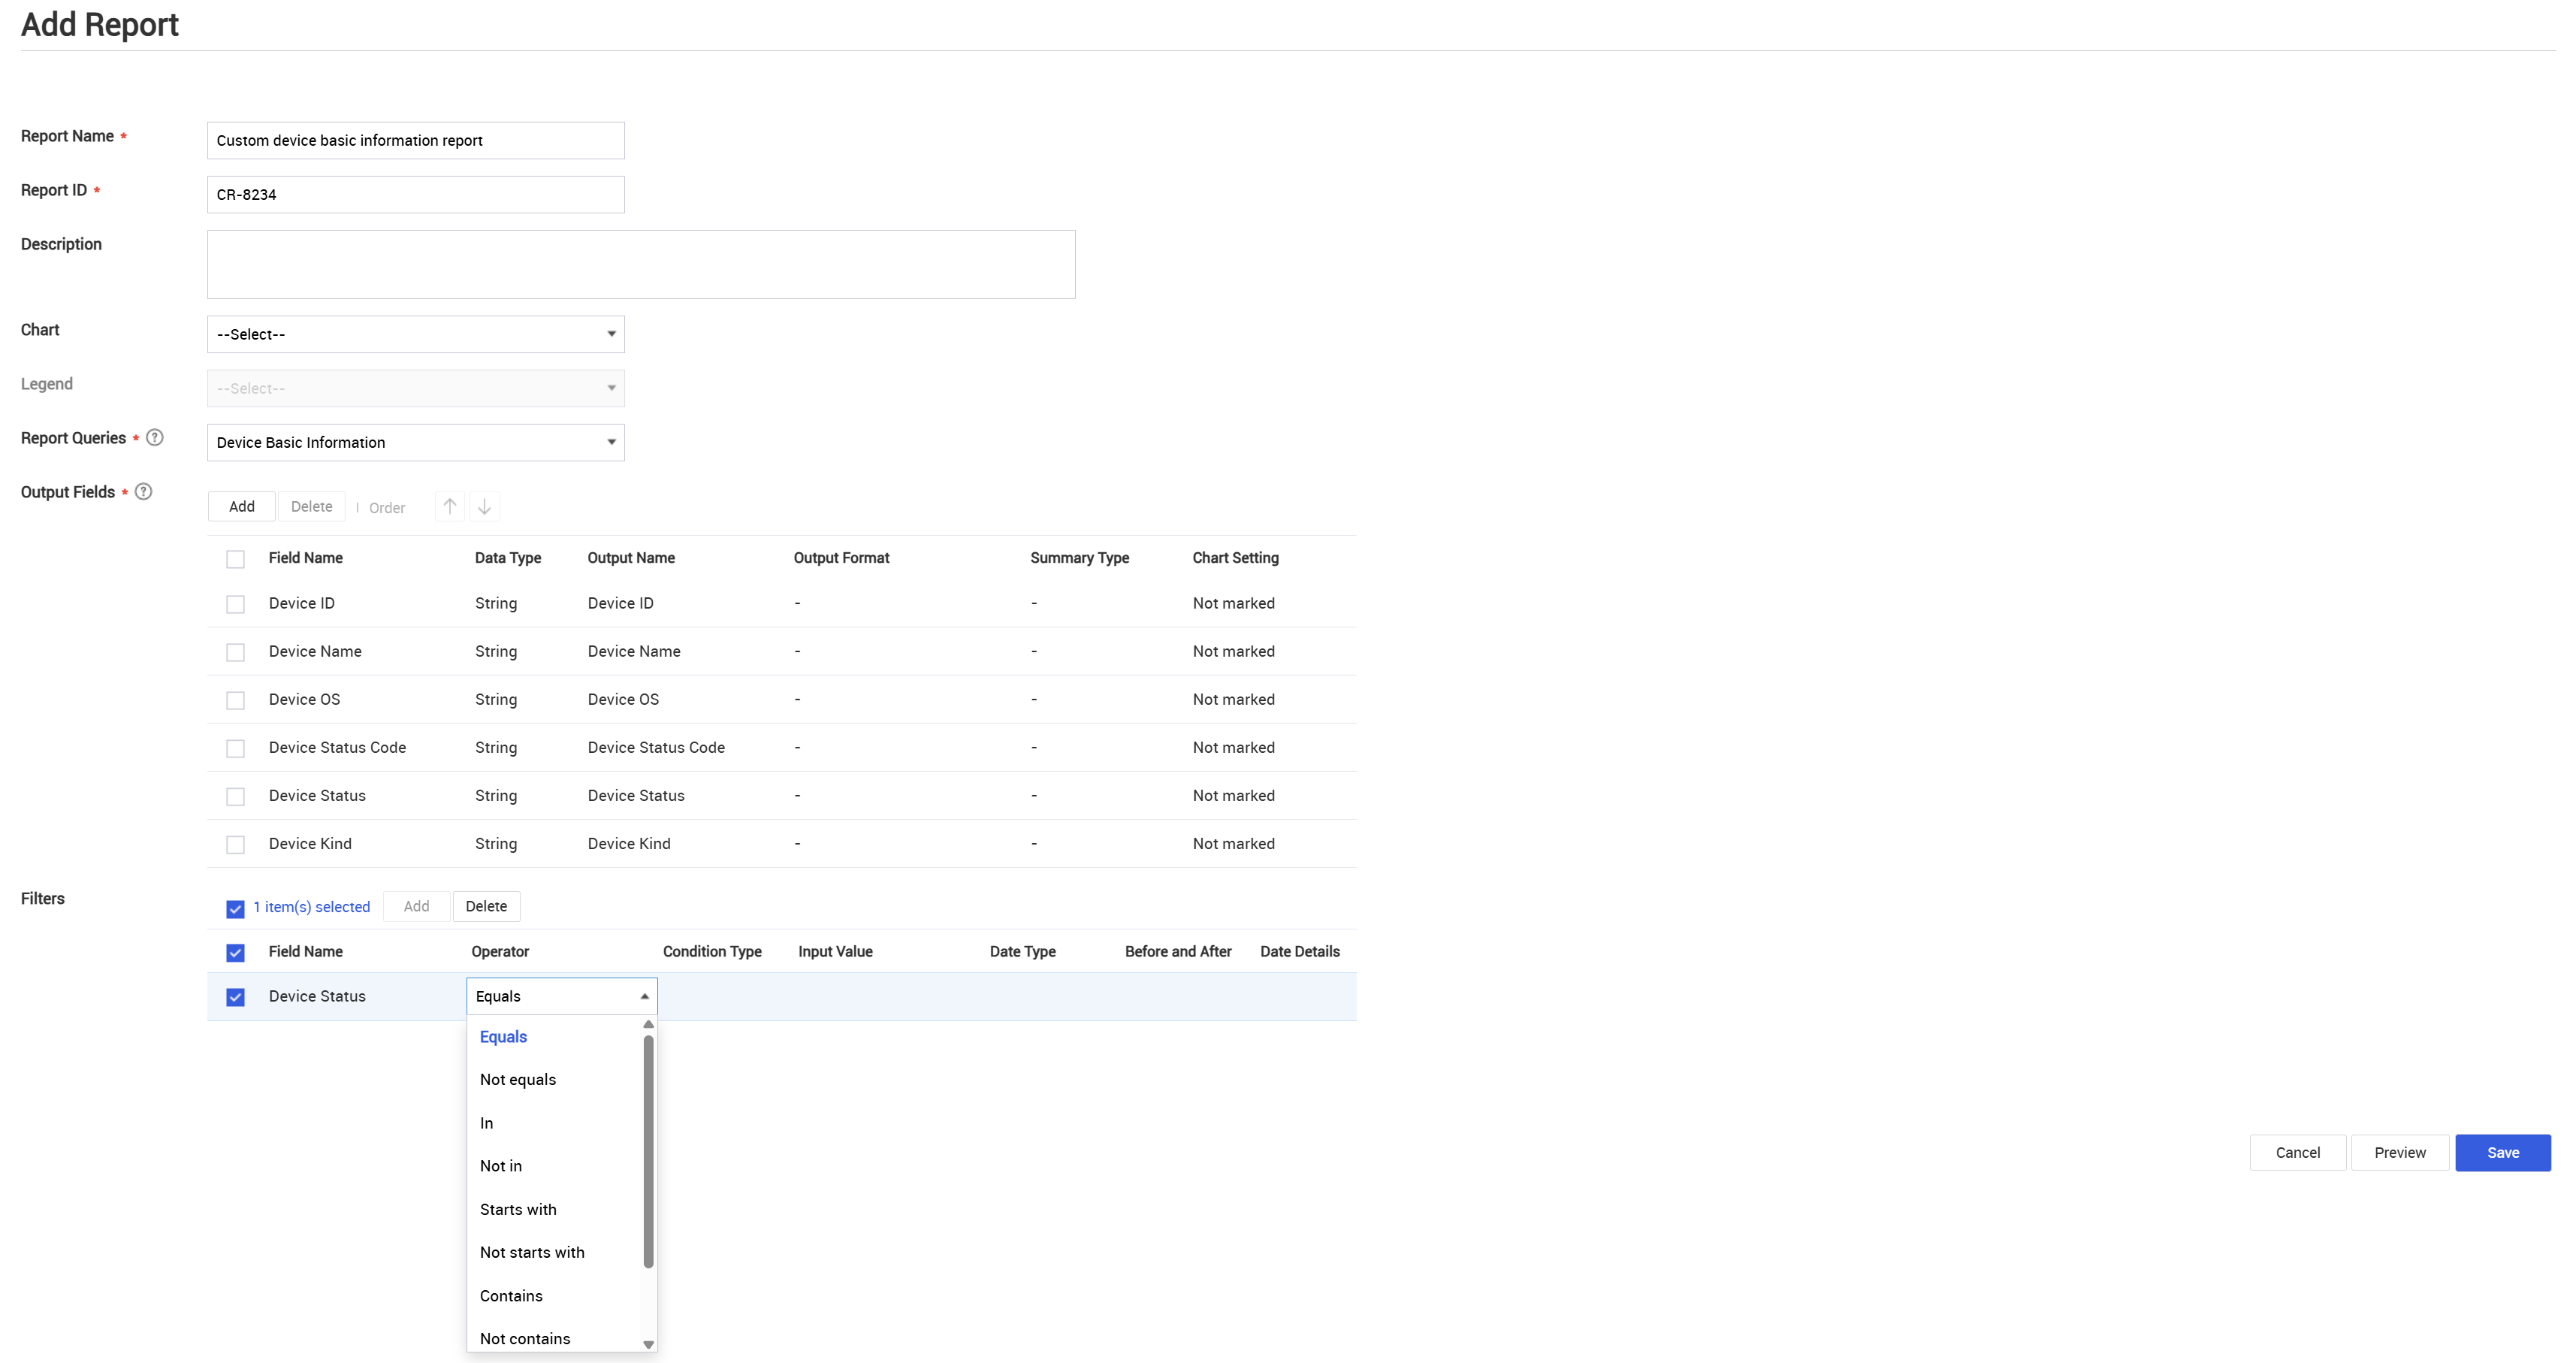 Add Report
Report Name *
Custom device basic information report
Report ID *
CR-8234
Description
Chart
--Select--
Legend
--Select--
Report Queries * ?
Device Basic Information
Output Fields * ?
Add Delete | Order
Field Name Data Type Output Name Output Format Summary Type Chart Setting
Device ID String Device ID - - Not marked
Device Name String Device Name - - Not marked
Device OS String Device OS - - Not marked
Device Status Code String Device Status Code - - Not marked
Device Status String Device Status - - Not marked
Device Kind String Device Kind - - Not marked
Filters
1 item(s) selected Add Delete
Field Name Operator Condition Type Input Value Date Type Before and After Date Details
Device Status Equals
Equals
Not equals
In
Not in
Starts with
Not starts with
Contains
Not contains
Cancel Preview Save